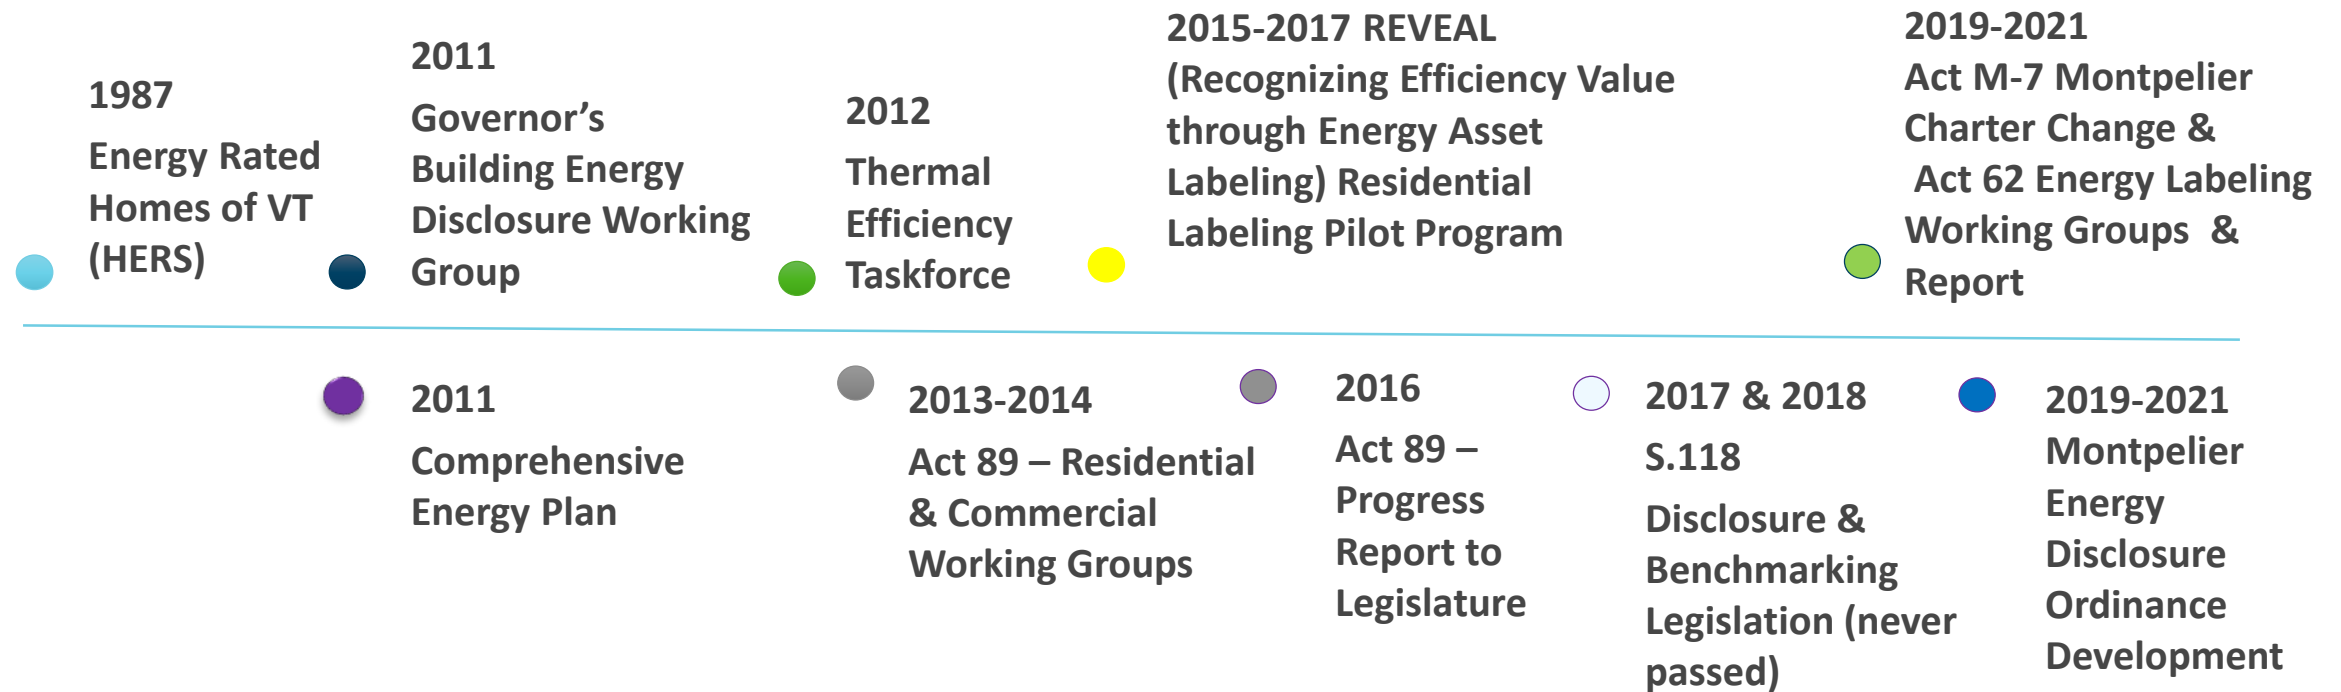 1987
Energy Rated
Homes of VT
(HERS)
2011
Governor’s
Building Energy
Disclosure Working
Group
2012
Thermal
Efficiency
Taskforce
2015-2017 REVEAL
(Recognizing Efficiency Value
through Energy Asset
Labeling) Residential
Labeling Pilot Program
2019-2021
Act M-7 Montpelier
Charter Change &
Act 62 Energy Labeling
Working Groups &
Report
2011
Comprehensive
Energy Plan
2013-2014
Act 89 – Residential
& Commercial
Working Groups
2016
Act 89 –
Progress
Report to
Legislature
2017 & 2018
S.118
Disclosure &
Benchmarking
Legislation (never
passed)
2019-2021
Montpelier
Energy
Disclosure
Ordinance
Development